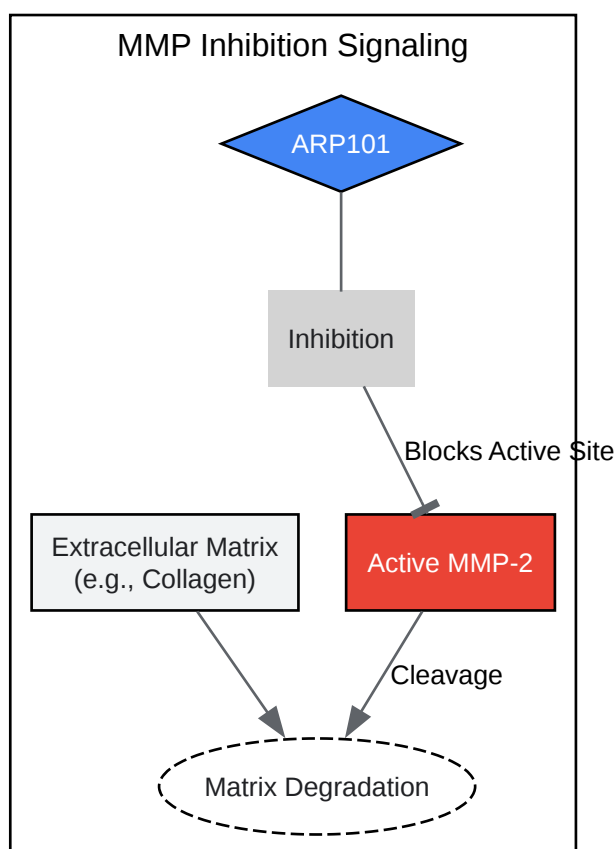 MMP Inhibition Signaling
ARP101
Inhibition
Blocks Active Site
Extracellular Matrix
(e.g., Collagen)
Active MMP-2
Cleavage
Matrix Degradation